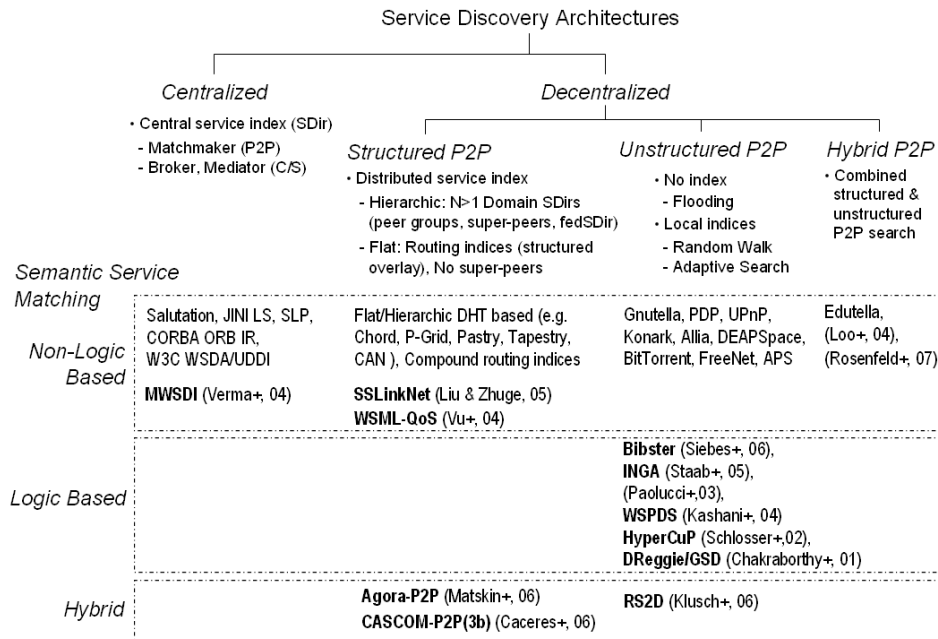 Service Discovery Architectures
Centralized
• Central service index (SDir)
- Matchmaker (P2P)
- Broker, Mediator (C/S)
Decentralized
Structured P2P
• Distributed service index
- Hierarchic: N>1 Domain SDirs
(peer groups, super-peers, fedSDir)
- Flat: Routing indices (structured
overlay), No super-peers
Unstructured P2P
• No index
- Flooding
• Local indices
- Random Walk
- Adaptive Search
Hybrid P2P
• Combined
structured &
unstructured
P2P search
Semantic Service
Matching
Non-Logic
Based
Salutation, JINI LS, SLP,
CORBA ORB IR,
W3C WSDA/UDDI
MWSDI (Verma+, 04)
Flat/Hierarchic DHT based (e.g.
Chord, P-Grid, Pastry, Tapestry,
CAN ), Compound routing indices
SSLinkNet (Liu & Zhuge, 05)
WSML-QoS (Vu+, 04)
Gnutella, PDP, UPnP,
Konark, Allia, DEAPSpace,
BitTorrent, FreeNet, APS
Edutella,
(Loo+, 04)
(Rosenfeld+, 07)
Logic Based
Bibster (Siebes+, 06),
INGA (Staab+, 05),
(Paolucci+,03),
WSPDS (Kashani+, 04)
HyperCuP (Schlosser+,02),
DReggie/GSD (Chakraborthy+, 01)
Hybrid
Agora-P2P (Matskin+, 06)
CASCOM-P2P(3b) (Caceres+, 06)
RS2D (Klusch+, 06)